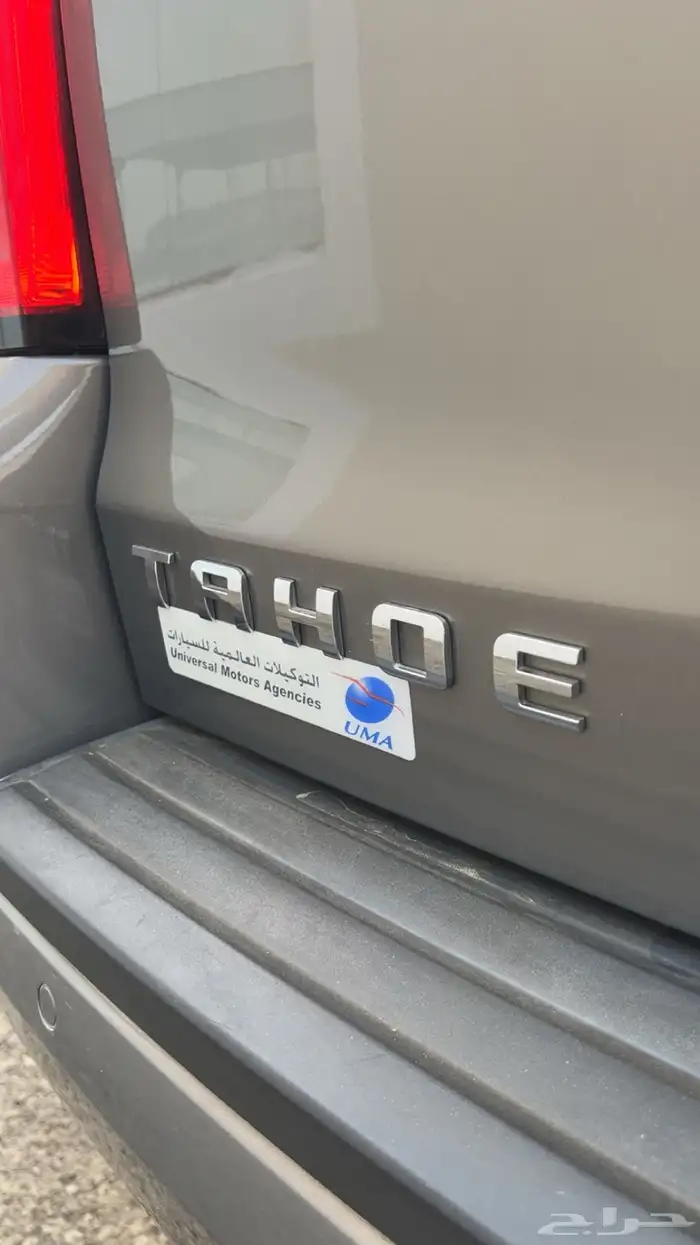 TAHOE
التوكيلات العالمية للسيارات
Universal Motors Agencies
UMA
حراج